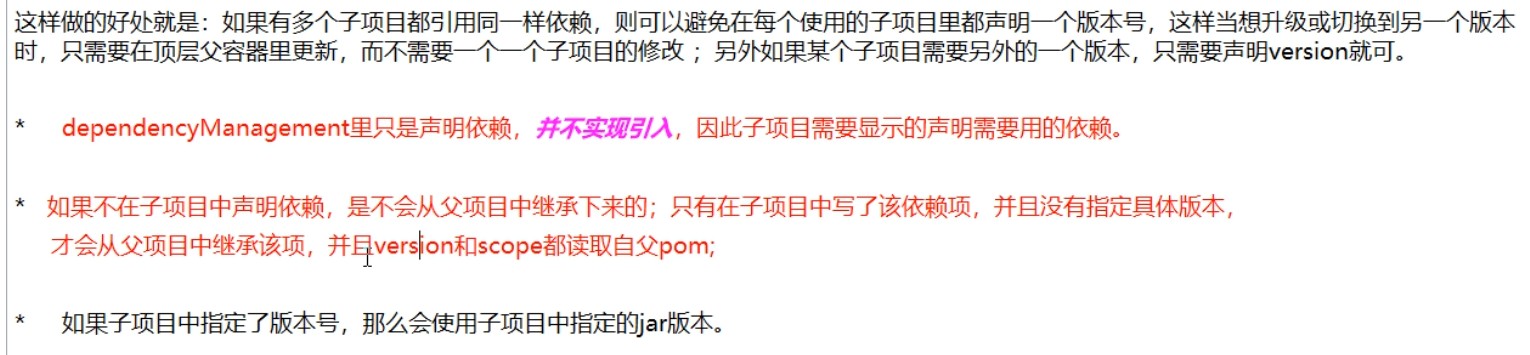 这样做的好处就是：如果有多个子项目都引用同一样依赖，则可以避免在每个使用的子项目里都声明一个版本号，这样当想升级或切换到另一个版本
时，只需要在顶层父容器里更新，而不需要一个一个子项目的修改 ；另外如果某个子项目需要另外的一个版本，只需要声明version就可。
* dependencyManagement里只是声明依赖，并不实现引入，因此子项目需要显示的声明需要用的依赖。
* 如果不在子项目中声明依赖，是不会从父项目中继承下来的；只有在子项目中写了该依赖项，并且没有指定具体版本，
才会从父项目中继承该项，并且version和scope都读取自父pom;
* 如果子项目中指定了版本号，那么会使用子项目中指定的jar版本。